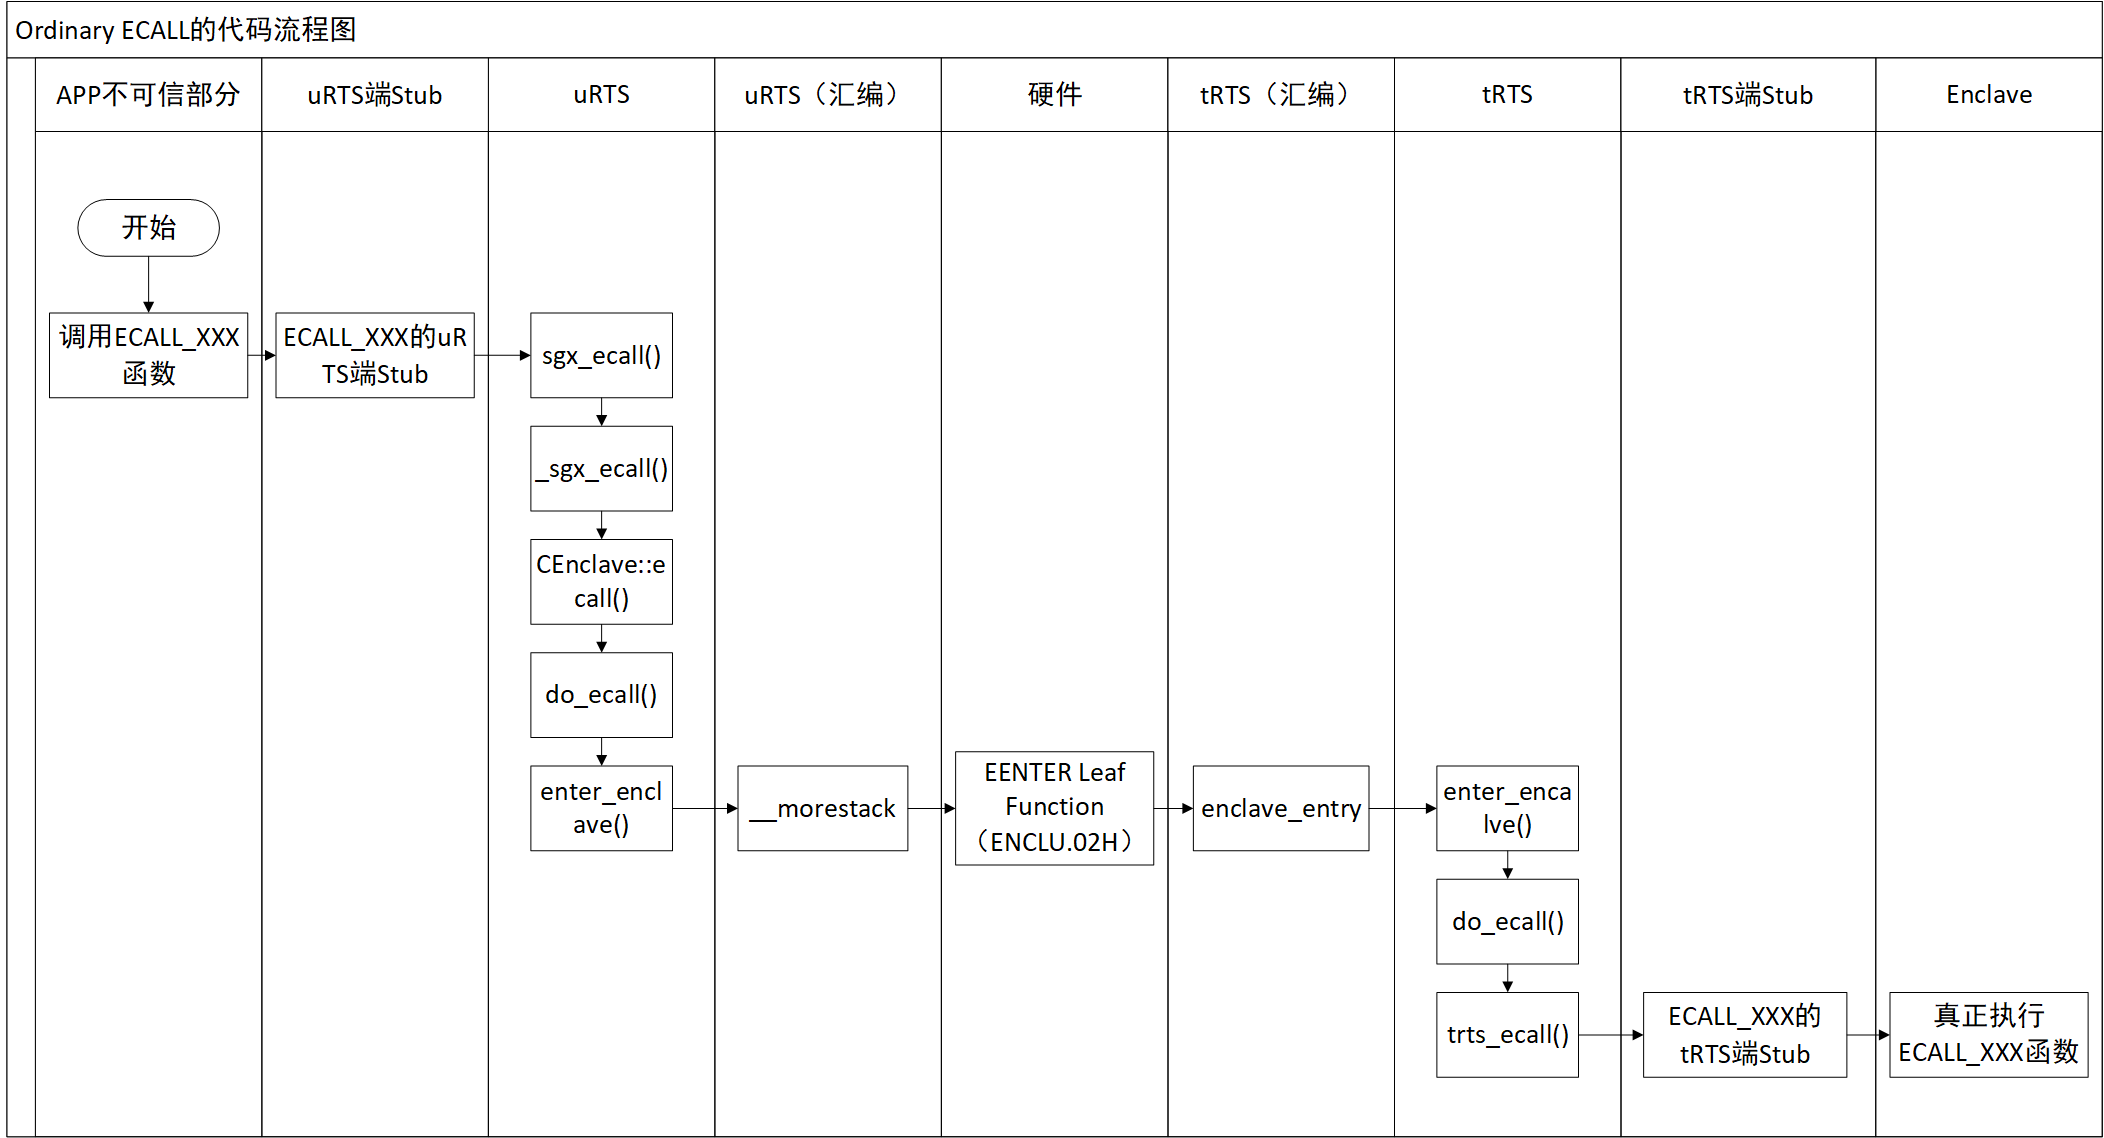 Ordinary ECALL的代码流程图
APP不可信部分
uRTS端Stub
uRTS
uRTS（汇编）
硬件
tRTS（汇编）
tRTS
tRTS端Stub
Enclave
开始
调用ECALL_XXX
函数
ECALL_XXX的uR
TS端Stub
sgx_ecall()
_sgx_ecall()
CEnclave::e
call()
do_ecall()
enter_encl
ave()
__morestack
EENTER Leaf
Function
（ENCLU.02H）
enclave_entry
enter_enca
lve()
do_ecall()
trts_ecall()
ECALL_XXX的
tRTS端Stub
真正执行
ECALL_XXX函数